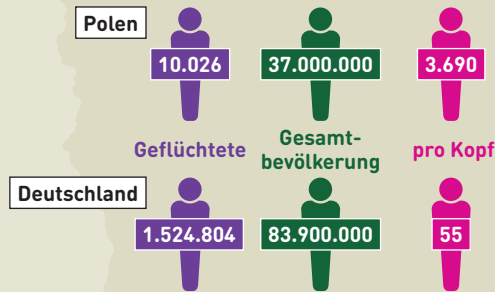 Polen
10.026 37.000.000 3.690
Geflüchtete Gesamt- pro Kopf
bevölkerung
Deutschland
1.524.804 83.900.000 55